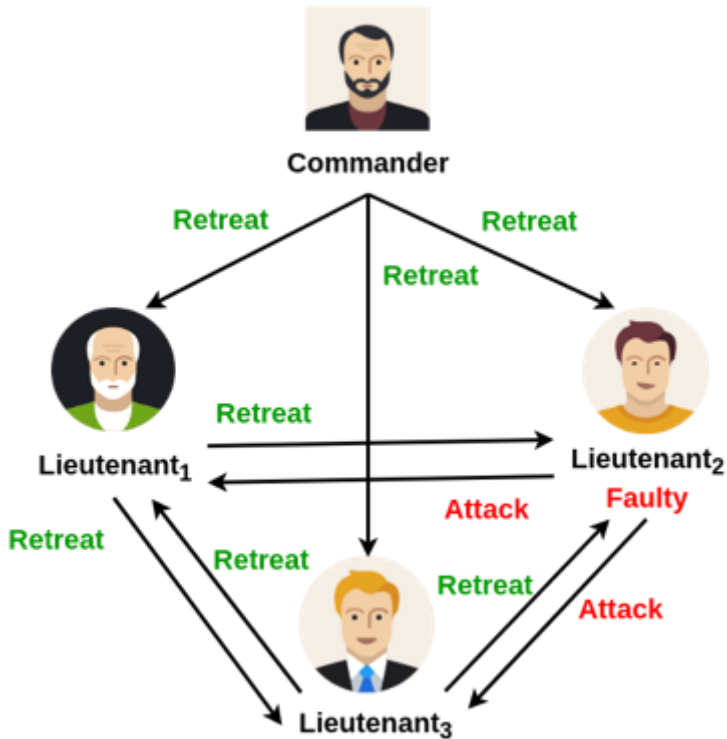 Commander
Retreat
Retreat
Retreat
Retreat
Lieutenant₁
Lieutenant₂
Attack
Faulty
Retreat
Retreat
Retreat
Attack
Lieutenant₃